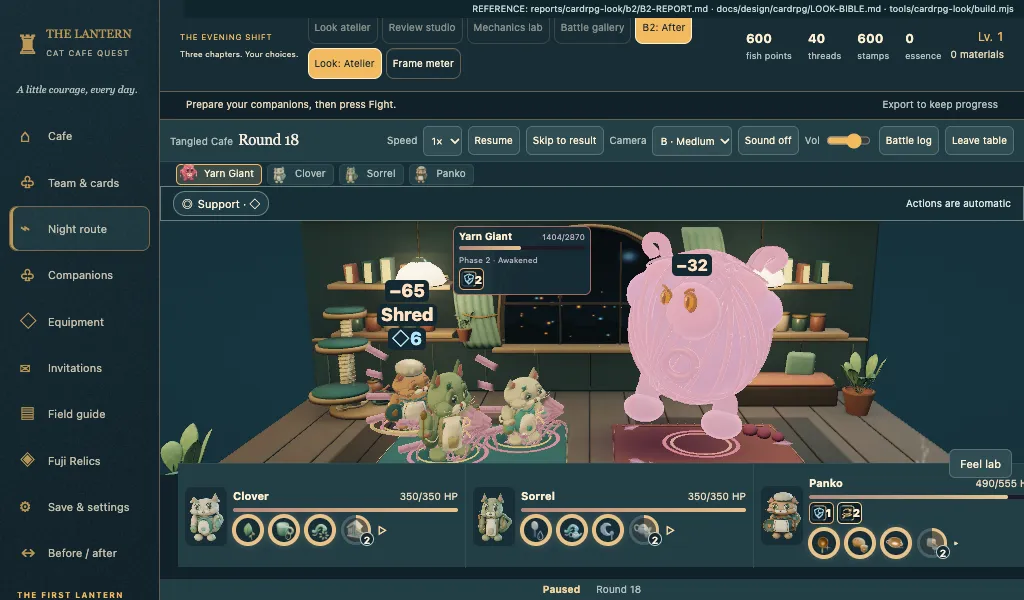 REFERENCE: reports/cardrpg-look/b2/B2-REPORT.md · docs/design/cardrpg/LOOK-BIBLE.md · tools/cardrpg-look/build.mjs
THE LANTERN
CAT CAFE QUEST
A little courage, every day.
Cafe
Team & cards
Night route
Companions
Equipment
Invitations
Field guide
Fuji Relics
Save & settings
Before / after
THE FIRST LANTERN
THE EVENING SHIFT
Three chapters. Your choices.
Look atelier
Review studio
Mechanics lab
Battle gallery
B2: After
Look: Atelier
Frame meter
600
fish points
40
threads
600
stamps
0
essence
Lv. 1
0 materials
Prepare your companions, then press Fight.
Export to keep progress
Tangled Cafe Round 18
Speed
1x
Resume
Skip to result
Camera
B · Medium
Sound off
Vol
Battle log
Leave table
Yarn Giant
Clover
Sorrel
Panko
Support ·
Actions are automatic
Yarn Giant 1404/2870
Phase 2 · Awakened
2
−32
−65
Shred
6
Feel lab
Clover 350/350 HP
2
Sorrel 350/350 HP
2
Panko 490/555 H
1
2
2
Paused Round 18